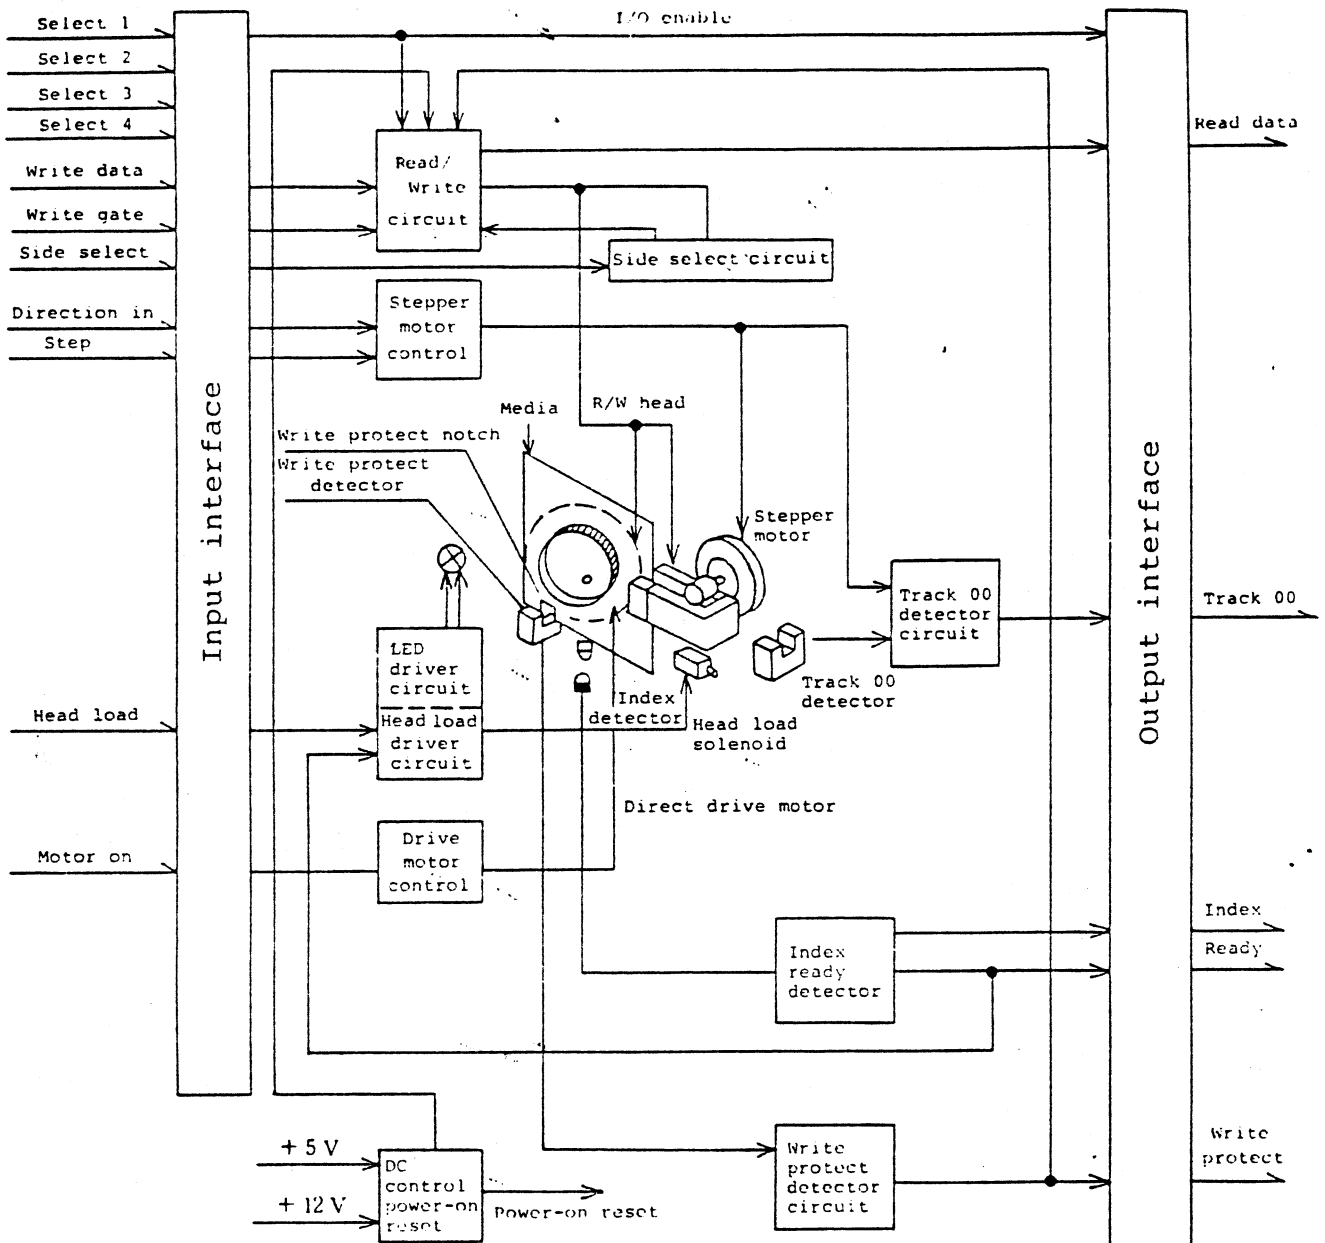 I/O enable
Select 1
Select 2
Select 3
Select 4
Write data
Write gate
Side select
Direction in
Step
Head load
Motor on
Input interface
Read/
Write
circuit
Side select circuit
Stepper
motor
control
Media
R/W head
Write protect notch
Write protect
detector
Stepper
motor
LED
driver
circuit
Head load
driver
circuit
Index
detector
Head load
solenoid
Track 00
detector
Track 00
detector
circuit
Direct drive motor
Drive
motor
control
Index
ready
detector
Write
protect
detector
circuit
+ 5 V
+ 12 V
DC
control
power-on
reset
Power-on reset
Output interface
Read data
Track 00
Index
Ready
Write
protect